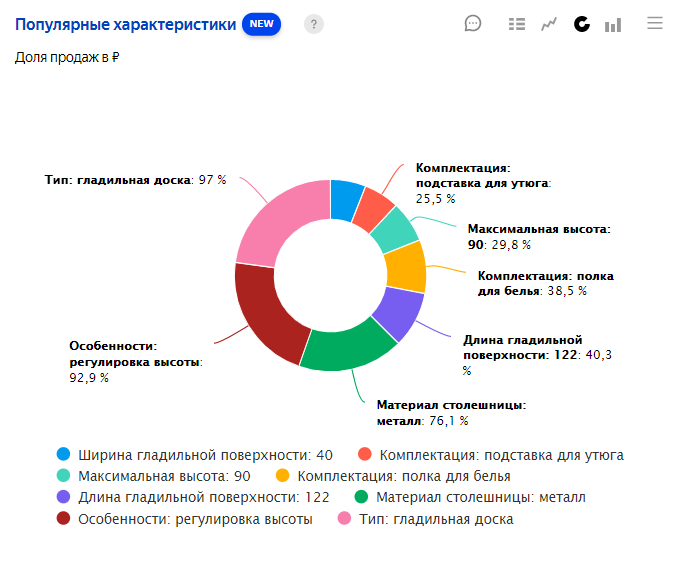 Популярные характеристики NEW ?
Доля продаж в ₽
Комплектация:
подставка для утюга:
25,5 %
Тип: гладильная доска: 97 %
Максимальная высота:
90: 29,8 %
Комплектация: полка
для белья: 38,5 %
Длина гладильной
поверхности: 122: 40,3
%
Особенности:
регулировка высоты:
92,9 %
Материал столешницы:
металл: 76,1 %
Ширина гладильной поверхности: 40 Комплектация: подставка для утюга
Максимальная высота: 90 Комплектация: полка для белья
Длина гладильной поверхности: 122 Материал столешницы: металл
Особенности: регулировка высоты Тип: гладильная доска